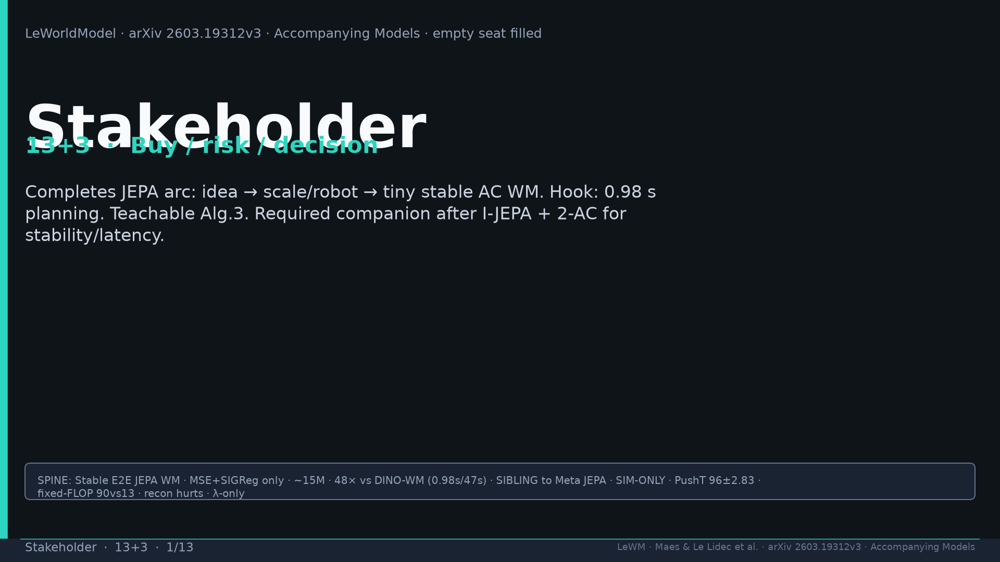 LeWorldModel · arXiv 2603.19312v3 · Accompanying Models · empty seat filled
Stakeholder
13+3 · Buy / risk / decision
Completes JEPA arc: idea → scale/robot → tiny stable AC WM. Hook: 0.98 s
planning. Teachable Alg.3. Required companion after I-JEPA + 2-AC for
stability/latency.
SPINE: Stable E2E JEPA WM · MSE+SIGReg only · ~15M · 48× vs DINO-WM (0.98s/47s) · SIBLING to Meta JEPA · SIM-ONLY · PushT 96±2.83 ·
fixed-FLOP 90vs13 · recon hurts · λ-only
Stakeholder · 13+3 · 1/13
LeWM · Maes & Le Lidec et al. · arXiv 2603.19312v3 · Accompanying Models